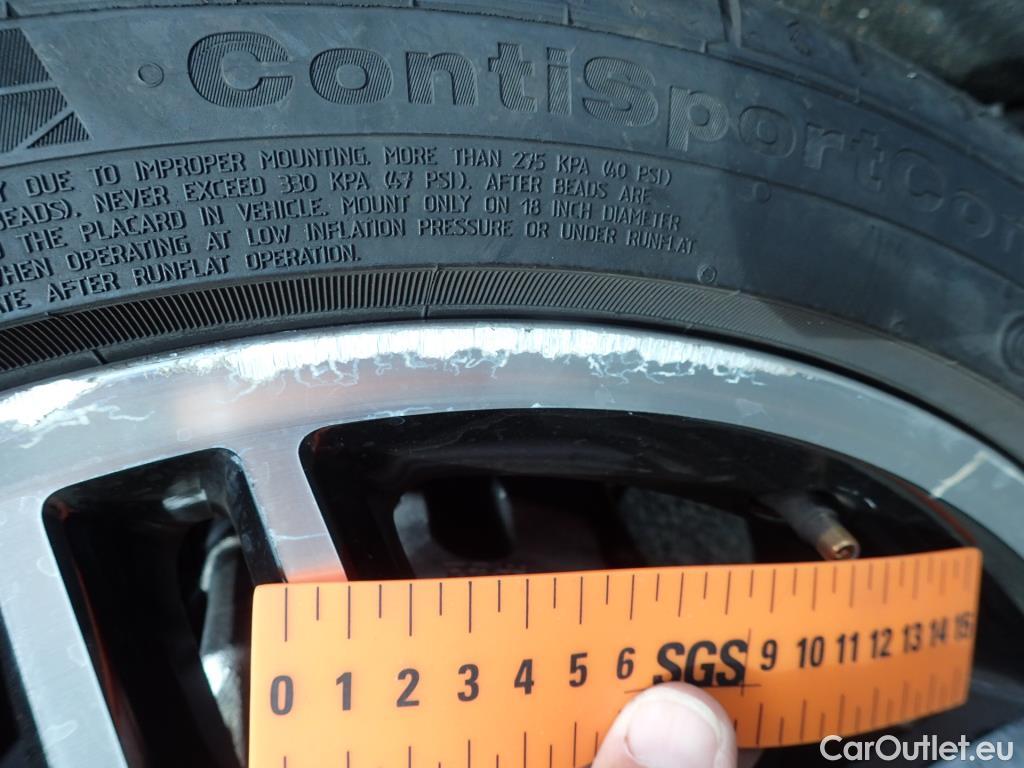 ContiSportCon
Y DUE TO IMPROPER MOUNTING. MORE THAN 275 KPA (40 PSI)
BEADS). NEVER EXCEED 330 KPA (47 PSI). AFTER BEADS ARE
THE PLACARD IN VEHICLE. MOUNT ONLY ON 18 INCH DIAMETER
WHEN OPERATING AT LOW INFLATION PRESSURE OR UNDER RUNFLAT
TE AFTER RUNFLAT OPERATION.
0 1 2 3 4 5 6 SGS 9 10 11 12 13 14 15
CarOutlet.eu